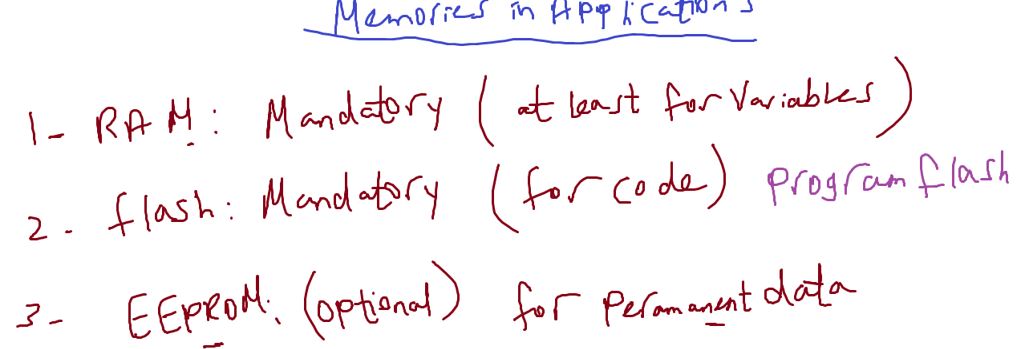 Memories in Applications
1- RAM: Mandatory (at least for Variables)
2- flash: Mandatory (for code) program flash
3- EEPROM: (optional) for Peramanent data